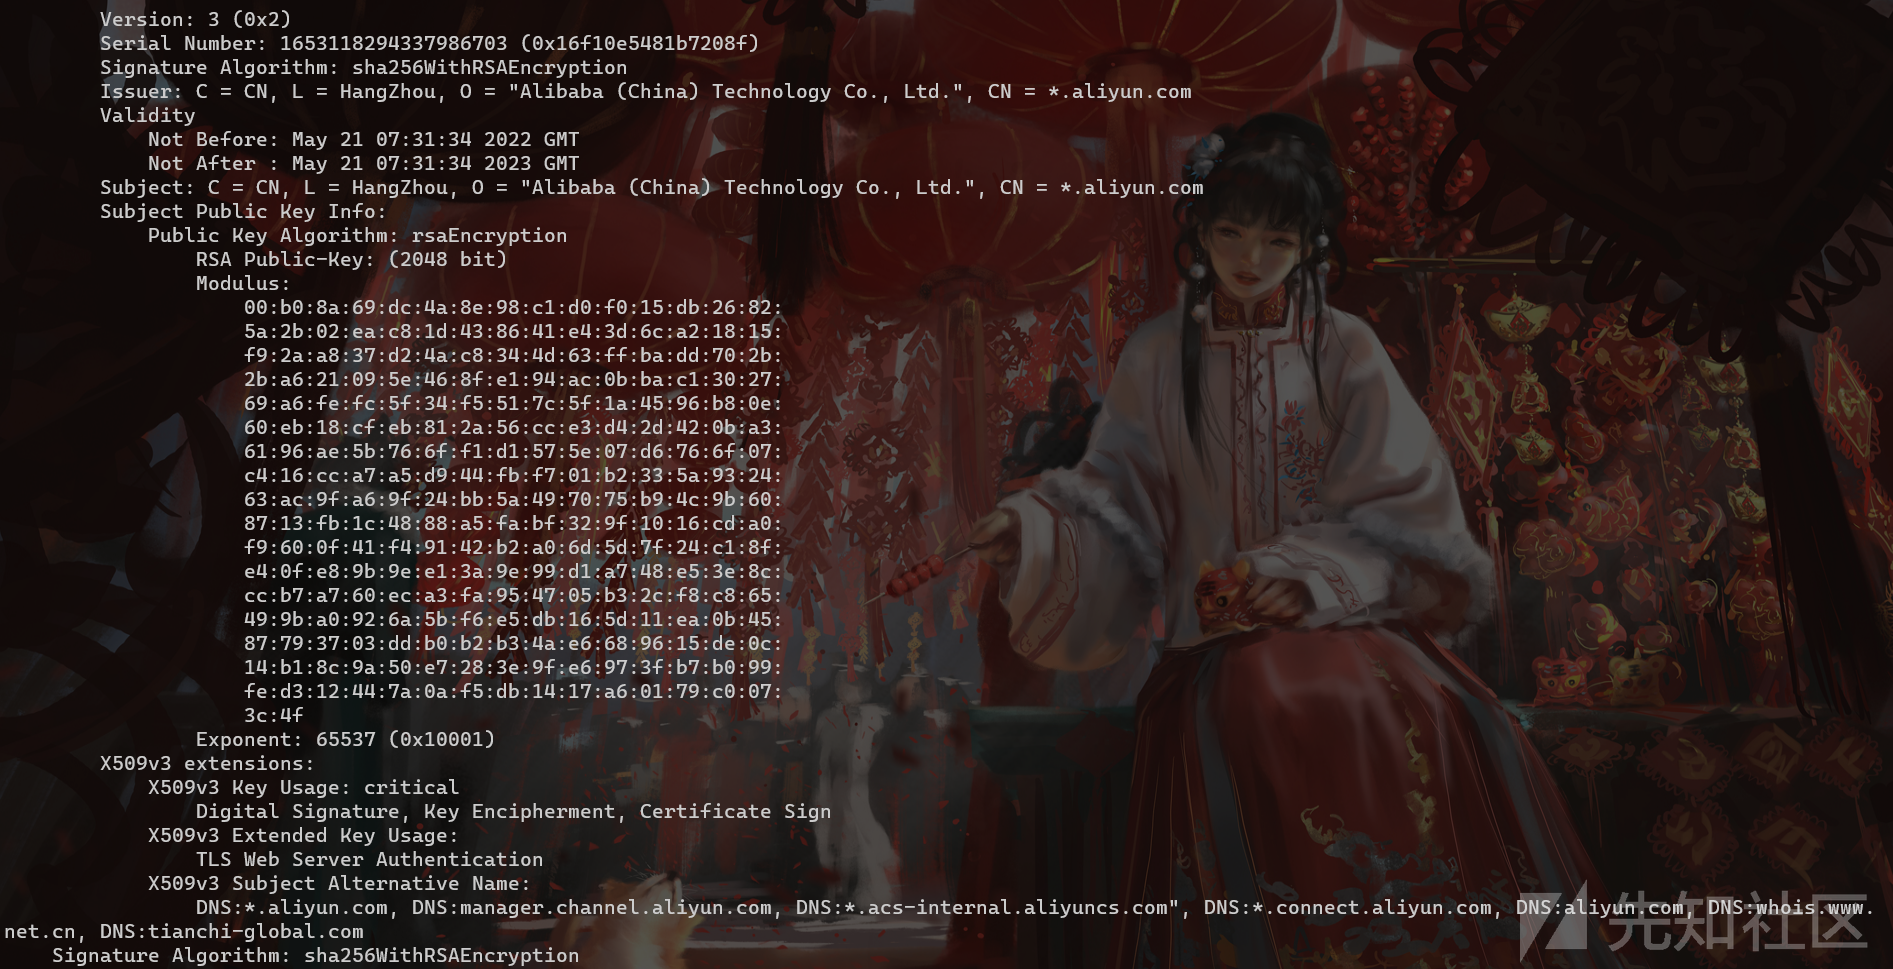 Version: 3 (0x2)
Serial Number: 1653118294337986703 (0x16f10e5481b7208f)
Signature Algorithm: sha256WithRSAEncryption
Issuer: C = CN, L = HangZhou, O = "Alibaba (China) Technology Co., Ltd.", CN = *.aliyun.com
Validity
Not Before: May 21 07:31:34 2022 GMT
Not After : May 21 07:31:34 2023 GMT
Subject: C = CN, L = HangZhou, O = "Alibaba (China) Technology Co., Ltd.", CN = *.aliyun.com
Subject Public Key Info:
Public Key Algorithm: rsaEncryption
RSA Public-Key: (2048 bit)
Modulus:
00:b0:8a:69:dc:4a:8e:98:c1:d0:f0:15:db:26:82:
5a:2b:02:ea:c8:1d:43:86:41:e4:3d:6c:a2:18:15:
f9:2a:a8:37:d2:4a:c8:34:4d:63:ff:ba:dd:70:2b:
2b:a6:21:09:5e:46:8f:e1:94:ac:0b:ba:c1:30:27:
69:a6:fe:fc:5f:34:f5:51:7c:5f:1a:45:96:b8:0e:
60:eb:18:cf:eb:81:2a:56:cc:e3:d4:2d:42:0b:a3:
61:96:ae:5b:76:6f:f1:d1:57:5e:07:d6:76:6f:07:
c4:16:cc:a7:a5:d9:44:fb:f7:01:b2:33:5a:93:24:
63:ac:9f:a6:9f:24:bb:5a:49:70:75:b9:4c:9b:60:
87:13:fb:1c:48:88:a5:fa:bf:32:9f:10:16:cd:a0:
f9:60:0f:41:f4:91:42:b2:a0:6d:5d:7f:24:c1:8f:
e4:0f:e8:9b:9e:e1:3a:9e:99:d1:a7:48:e5:3e:8c:
cc:b7:a7:60:ec:a3:fa:95:47:05:b3:2c:f8:c8:65:
49:9b:a0:92:6a:5b:f6:e5:db:16:5d:11:ea:0b:45:
87:79:37:03:dd:b0:b2:b3:4a:e6:68:96:15:de:0c:
14:b1:8c:9a:50:e7:28:3e:9f:e6:97:3f:b7:b0:99:
fe:d3:12:44:7a:0a:f5:db:14:17:a6:01:79:c0:07:
3c:4f
Exponent: 65537 (0x10001)
X509v3 extensions:
X509v3 Key Usage: critical
Digital Signature, Key Encipherment, Certificate Sign
X509v3 Extended Key Usage:
TLS Web Server Authentication
X509v3 Subject Alternative Name:
DNS:*.aliyun.com, DNS:manager.channel.aliyun.com, DNS:*.acs-internal.aliyuncs.com", DNS:*.connect.aliyun.com, DNS:aliyun.com, DNS:whois.www.
net.cn, DNS:tianchi-global.com
Signature Algorithm: sha256WithRSAEncryption
先知社区